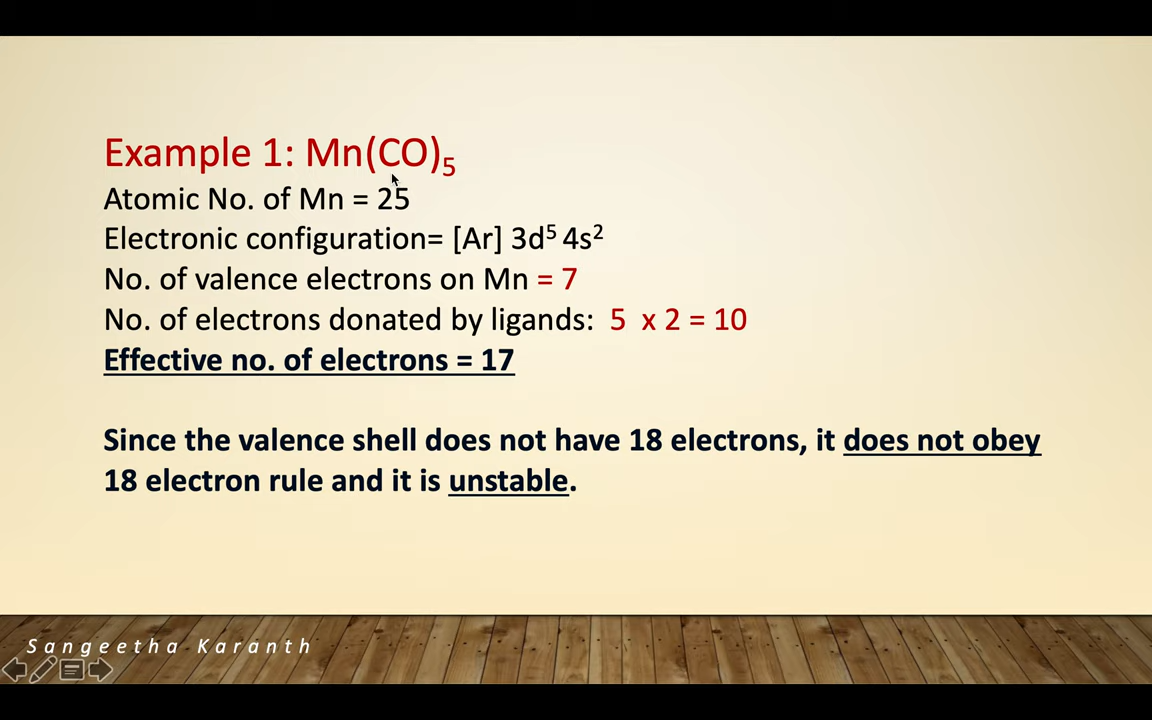 Example 1: Mn(CO)₅
Atomic No. of Mn = 25
Electronic configuration= [Ar] 3d⁵ 4s²
No. of valence electrons on Mn = 7
No. of electrons donated by ligands: 5 x 2 = 10
Effective no. of electrons = 17
Since the valence shell does not have 18 electrons, it does not obey
18 electron rule and it is unstable.
Sangeetha Karanth